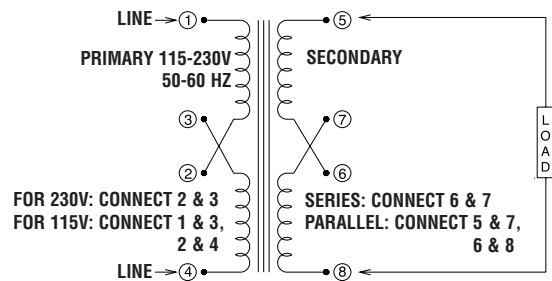 LINE → ① ⑤
PRIMARY 115-230V
50-60 HZ
SECONDARY
③ ⑦
② ⑥
LOAD
FOR 230V: CONNECT 2 & 3
FOR 115V: CONNECT 1 & 3,
2 & 4
SERIES: CONNECT 6 & 7
PARALLEL: CONNECT 5 & 7,
6 & 8
LINE → ④ ⑧